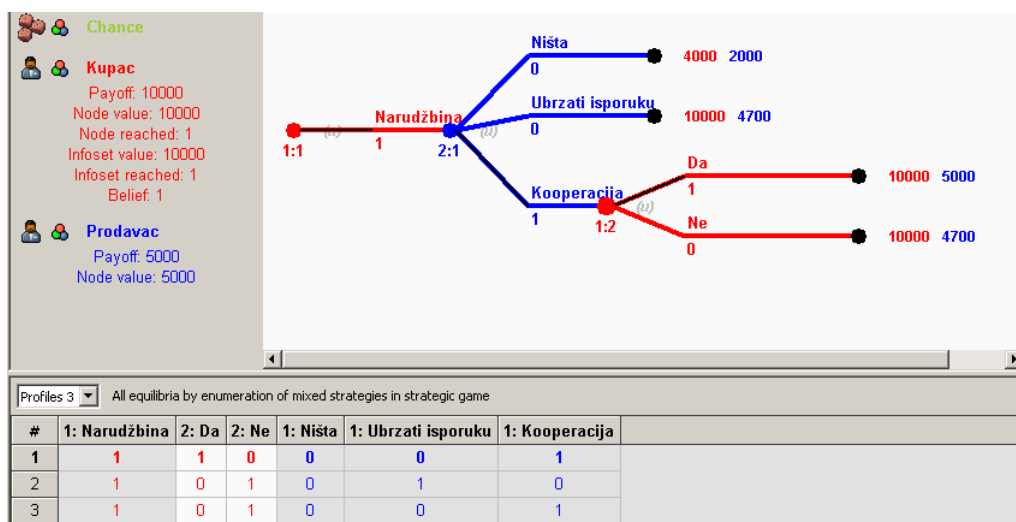 Chance
Kupac
Payoff: 10000
Node value: 10000
Node reached: 1
Infoset value: 10000
Infoset reached: 1
Belief: 1
Prodavac
Payoff: 5000
Node value: 5000
Ništa
0
4000 2000
Ubrzati isporuku
0
10000 4700
Narudžbina
(u)
(u)
1:1
1
2:1
Da
1
10000 5000
Kooperacija
1
(u)
1:2
Ne
0
10000 4700
Profiles 3 All equilibria by enumeration of mixed strategies in strategic game
# 1: Narudžbina 2: Da 2: Ne 1: Ništa 1: Ubrzati isporuku 1: Kooperacija
1 1 1 0 0 0 1
2 1 0 1 0 1 0
3 1 0 1 0 0 1